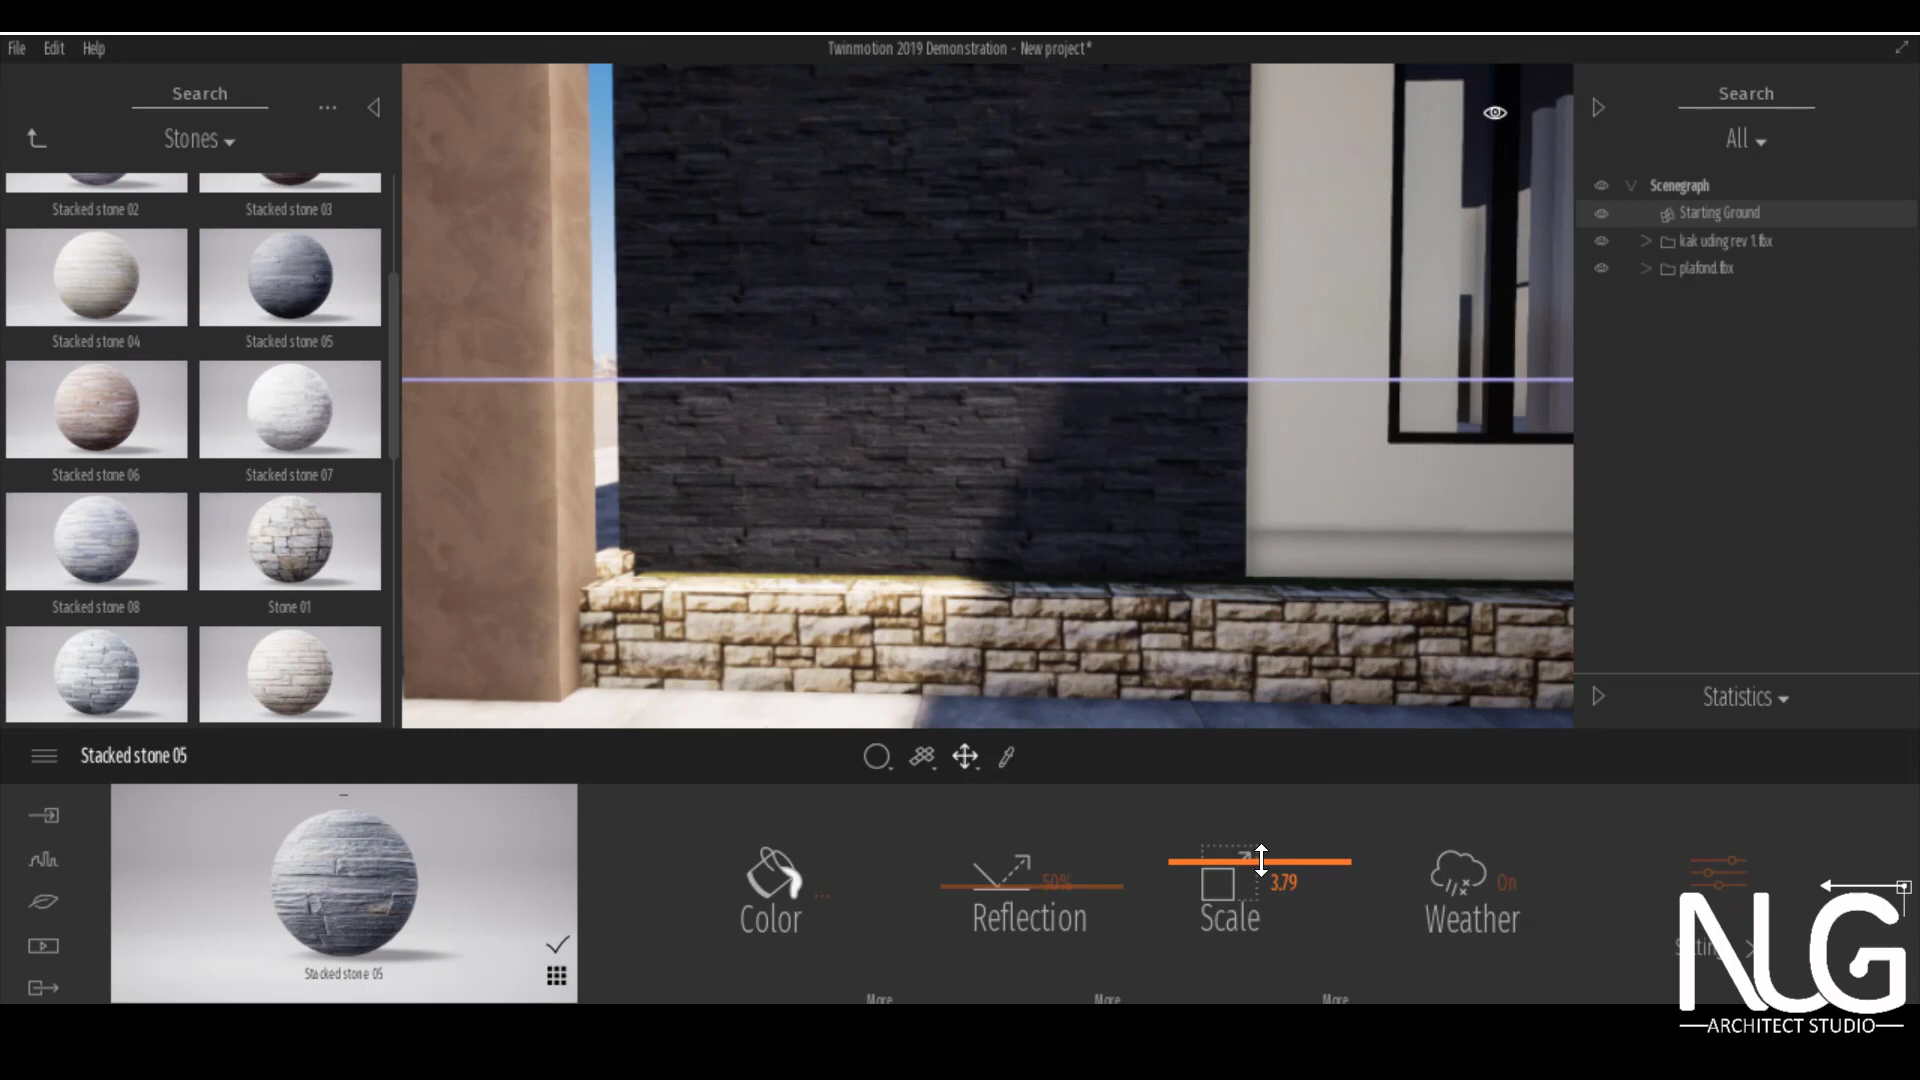 File Edit Help
Twinmotion 2019 Demonstration - New project*
Search
...
Stones
Stacked stone 02
Stacked stone 03
Stacked stone 04
Stacked stone 05
Stacked stone 06
Stacked stone 07
Stacked stone 08
Stone 01
Search
All
Scenegraph
Starting Ground
kak uding rev 1.fbx
plafond.fbx
Statistics
Stacked stone 05
Stacked stone 05
Color
...
50%
Reflection
3.79
Scale
On
Weather
More
More
More
NUG
ARCHITECT STUDIO